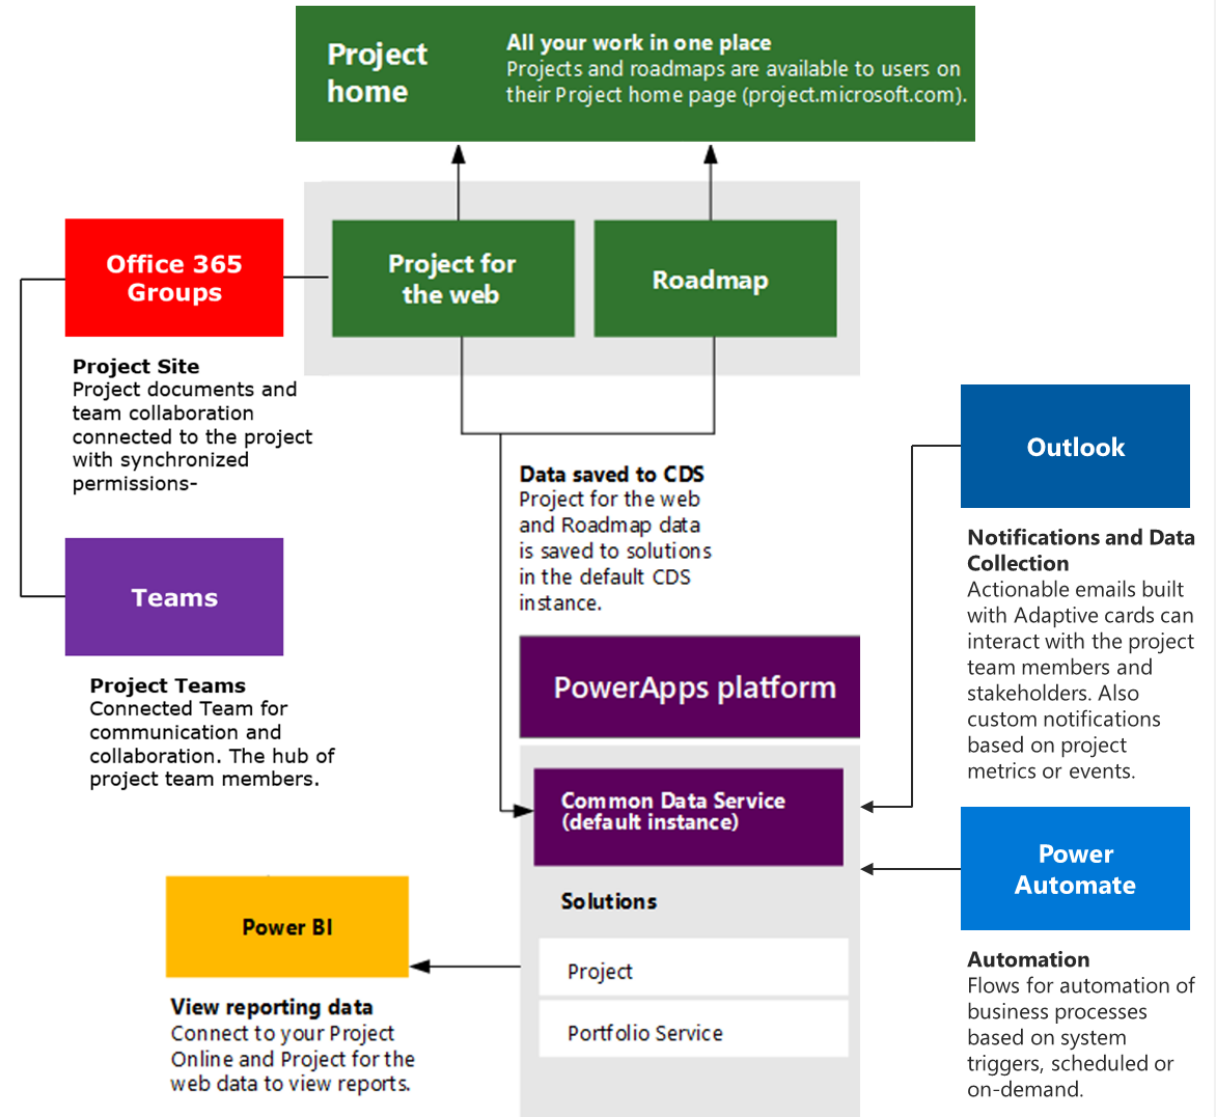 Project
home
All your work in one place
Projects and roadmaps are available to users on
their Project home page (project.microsoft.com).
Office 365
Groups
Project for
the web
Roadmap
Project Site
Project documents and
team collaboration
connected to the project
with synchronized
permissions-
Outlook
Data saved to CDS
Project for the web
and Roadmap data
is saved to solutions
in the default CDS
instance.
Notifications and Data
Collection
Actionable emails built
with Adaptive cards can
interact with the project
team members and
stakeholders. Also
custom notifications
based on project
metrics or events.
Teams
Project Teams
Connected Team for
communication and
collaboration. The hub of
project team members.
PowerApps platform
Common Data Service
(default instance)
Power
Automate
Solutions
Project
Portfolio Service
Power BI
View reporting data
Connect to your Project
Online and Project for the
web data to view reports.
Automation
Flows for automation of
business processes
based on system
triggers, scheduled or
on-demand.